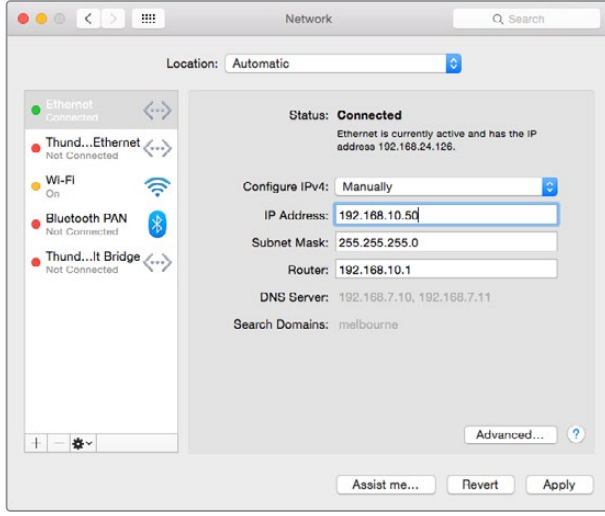 Network
Search
Location: Automatic
Ethernet
Connected
Thund...Ethernet
Not Connected
Wi-Fi
On
Bluetooth PAN
Not Connected
Thund...lt Bridge
Not Connected
Status: Connected
Ethernet is currently active and has the IP
address 192.168.24.126.
Configure IPv4: Manually
IP Address: 192.168.10.50
Subnet Mask: 255.255.255.0
Router: 192.168.10.1
DNS Server: 192.168.7.10, 192.168.7.11
Search Domains: melbourne
Advanced... ?
Assist me... Revert Apply